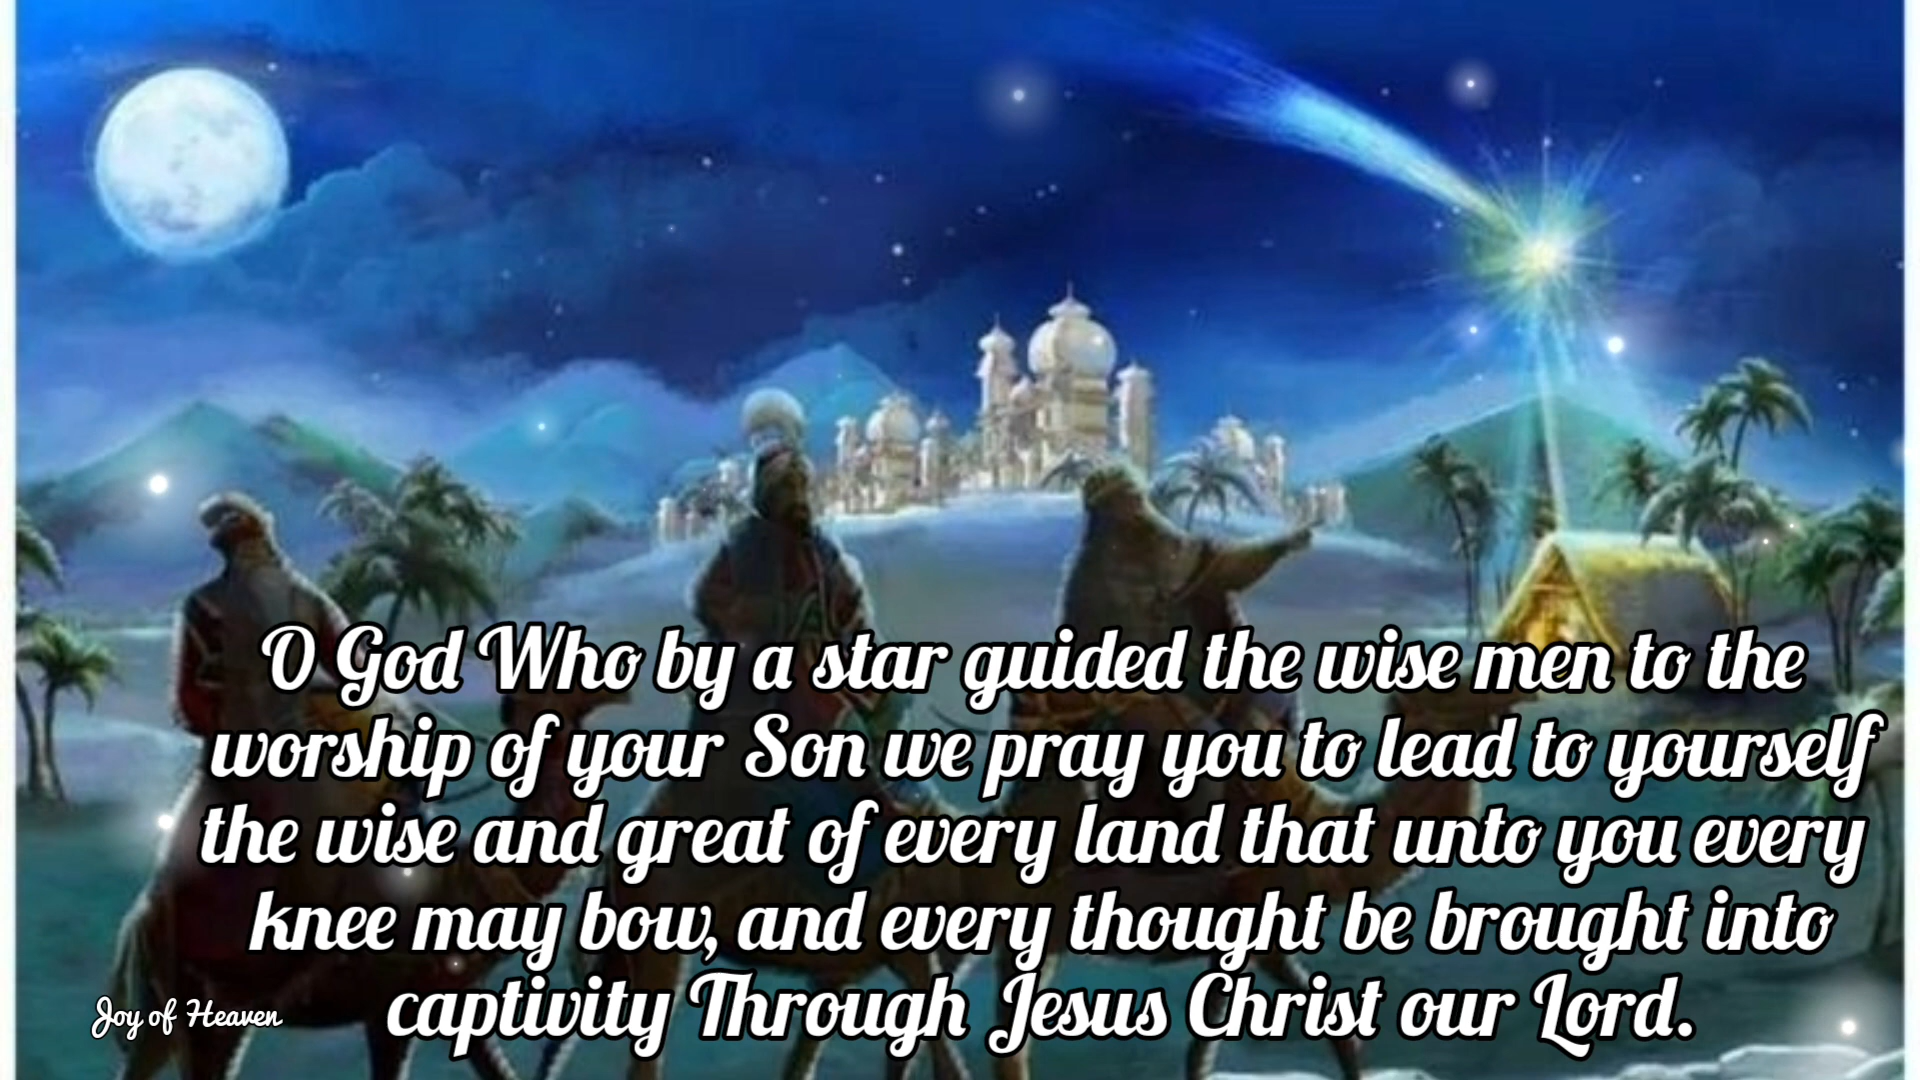 O God Who by a star guided the wise men to the
worship of your Son we pray you to lead to yourself
the wise and great of every land that unto you every
knee may bow, and every thought be brought into
captivity Through Jesus Christ our Lord.
Joy of Heaven